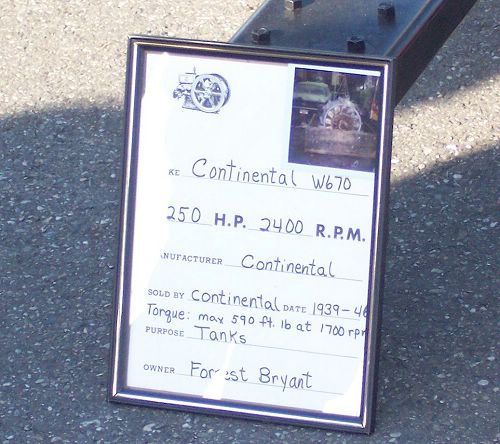 KE Continental W670
250 H.P. 2400 R.P.M.
ANUFACTURER Continental
SOLD BY Continental DATE 1939-46
Torque: max 590 ft. lb at 1700 rpm
PURPOSE Tanks
OWNER Forrest Bryant